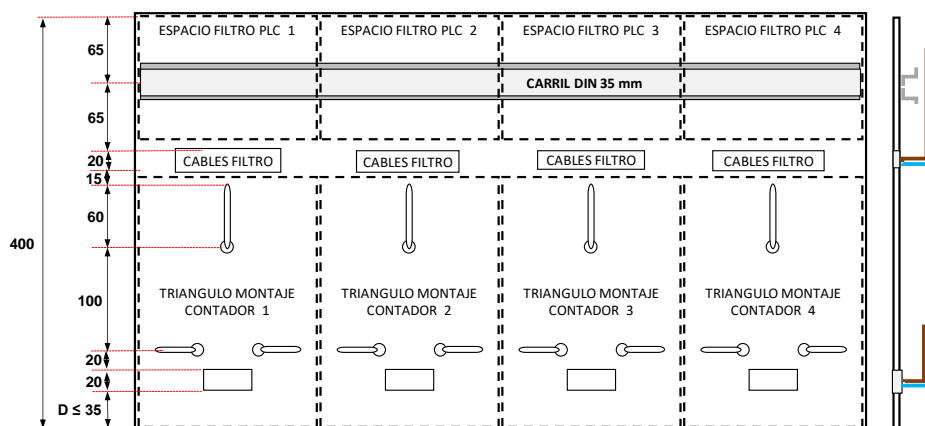 ESPACIO FILTRO PLC 1
ESPACIO FILTRO PLC 2
ESPACIO FILTRO PLC 3
ESPACIO FILTRO PLC 4
65
CARRIL DIN 35 mm
65
20
CABLES FILTRO
CABLES FILTRO
CABLES FILTRO
CABLES FILTRO
15
60
400
100
TRIANGULO MONTAJE
CONTADOR 1
TRIANGULO MONTAJE
CONTADOR 2
TRIANGULO MONTAJE
CONTADOR 3
TRIANGULO MONTAJE
CONTADOR 4
20
20
D ≤ 35